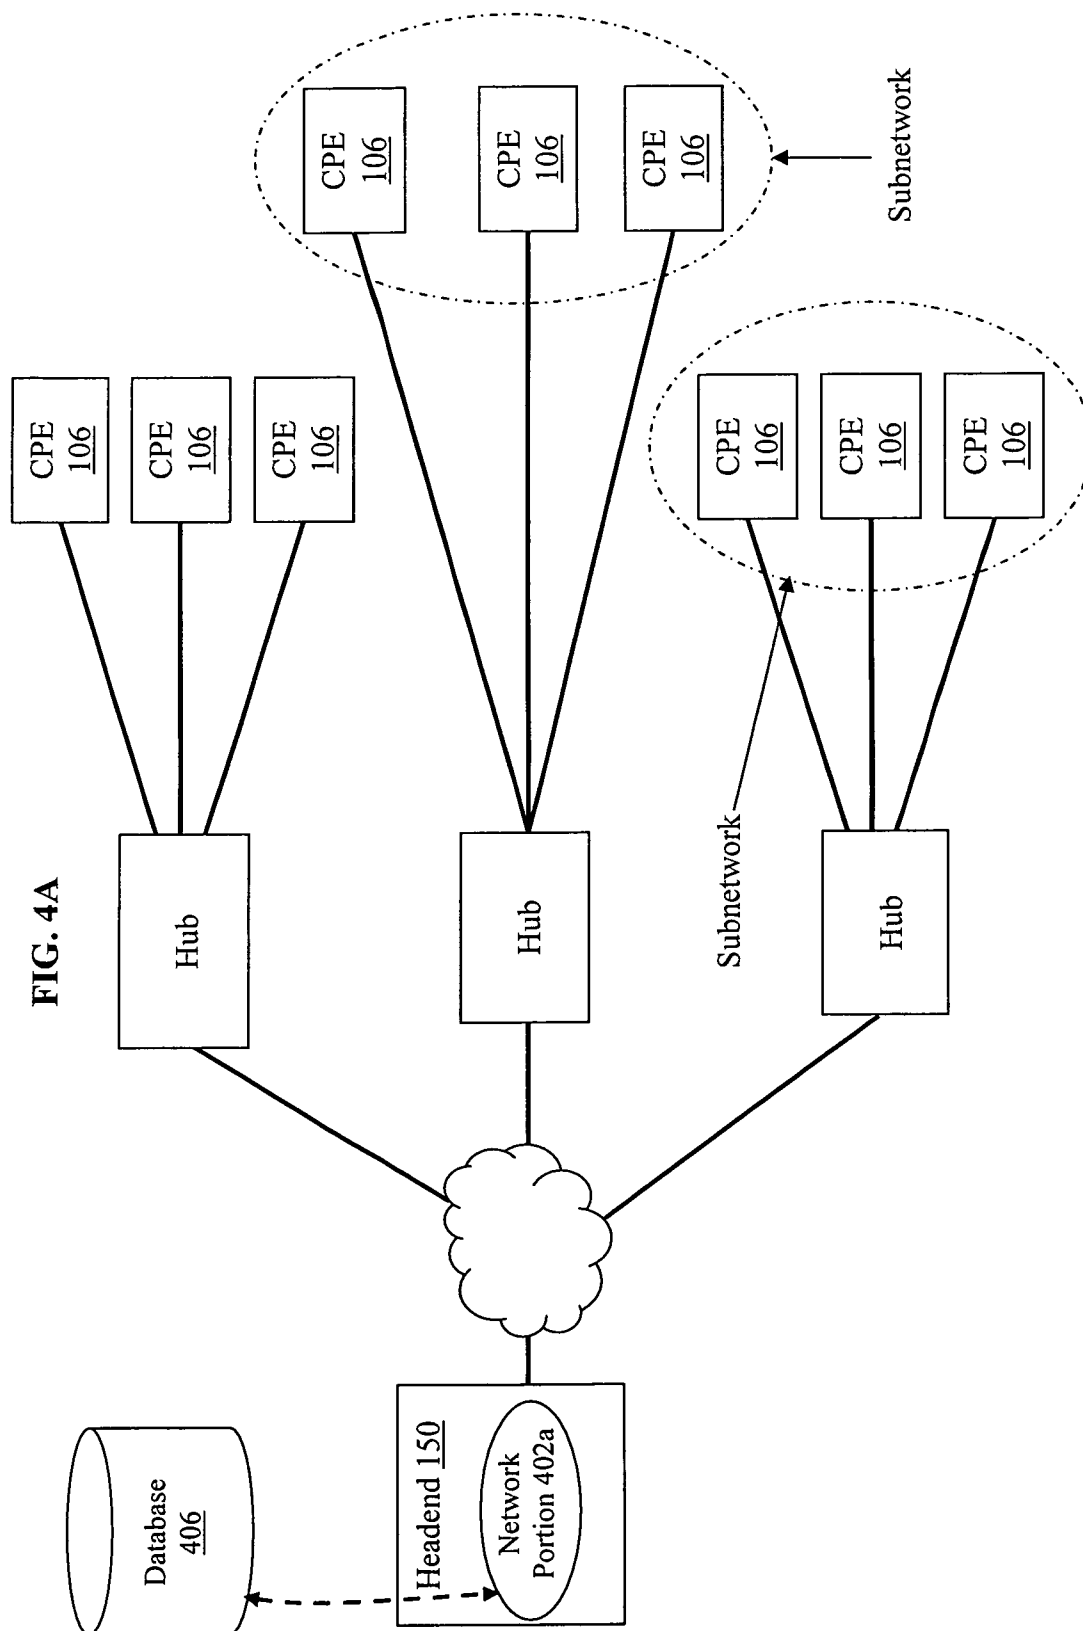 FIG. 4A
Database
406
Headend 150
Network
Portion 402a
Hub
CPE
106
CPE
106
CPE
106
Hub
CPE
106
CPE
106
CPE
106
Subnetwork
Subnetwork
Hub
CPE
106
CPE
106
CPE
106